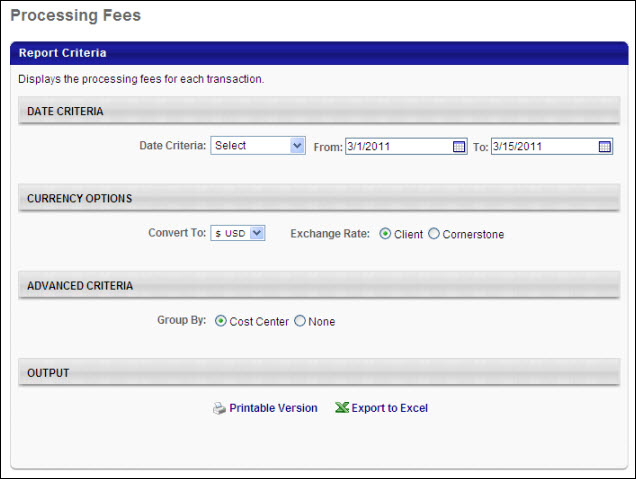 Processing Fees
Report Criteria
Displays the processing fees for each transaction.
DATE CRITERIA
Date Criteria: Select From: 3/1/2011 To: 3/15/2011
CURRENCY OPTIONS
Convert To: $ USD Exchange Rate: Client Cornerstone
ADVANCED CRITERIA
Group By: Cost Center None
OUTPUT
Printable Version Export to Excel